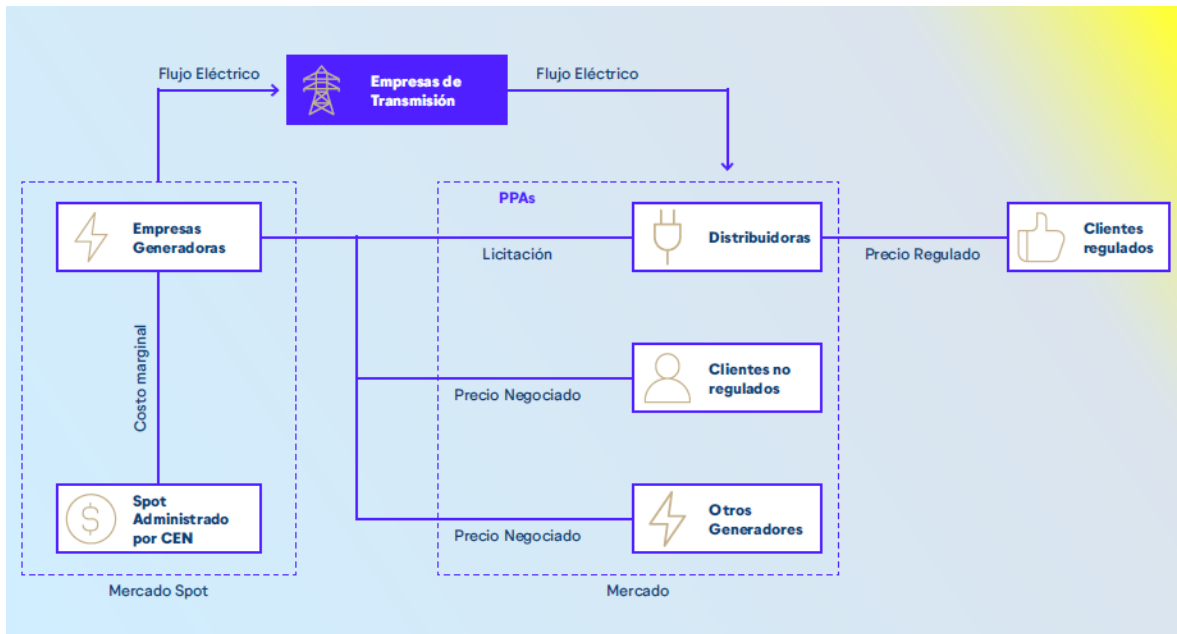 Flujo Eléctrico
Empresas de
Transmisión
Flujo Eléctrico
PPAs
Empresas
Generadoras
Licitación
Distribuidoras
Precio Regulado
Clientes
regulados
Costo marginal
Precio Negociado
Clientes no
regulados
Spot
Administrado
por CEN
Precio Negociado
Otros
Generadores
Mercado Spot
Mercado